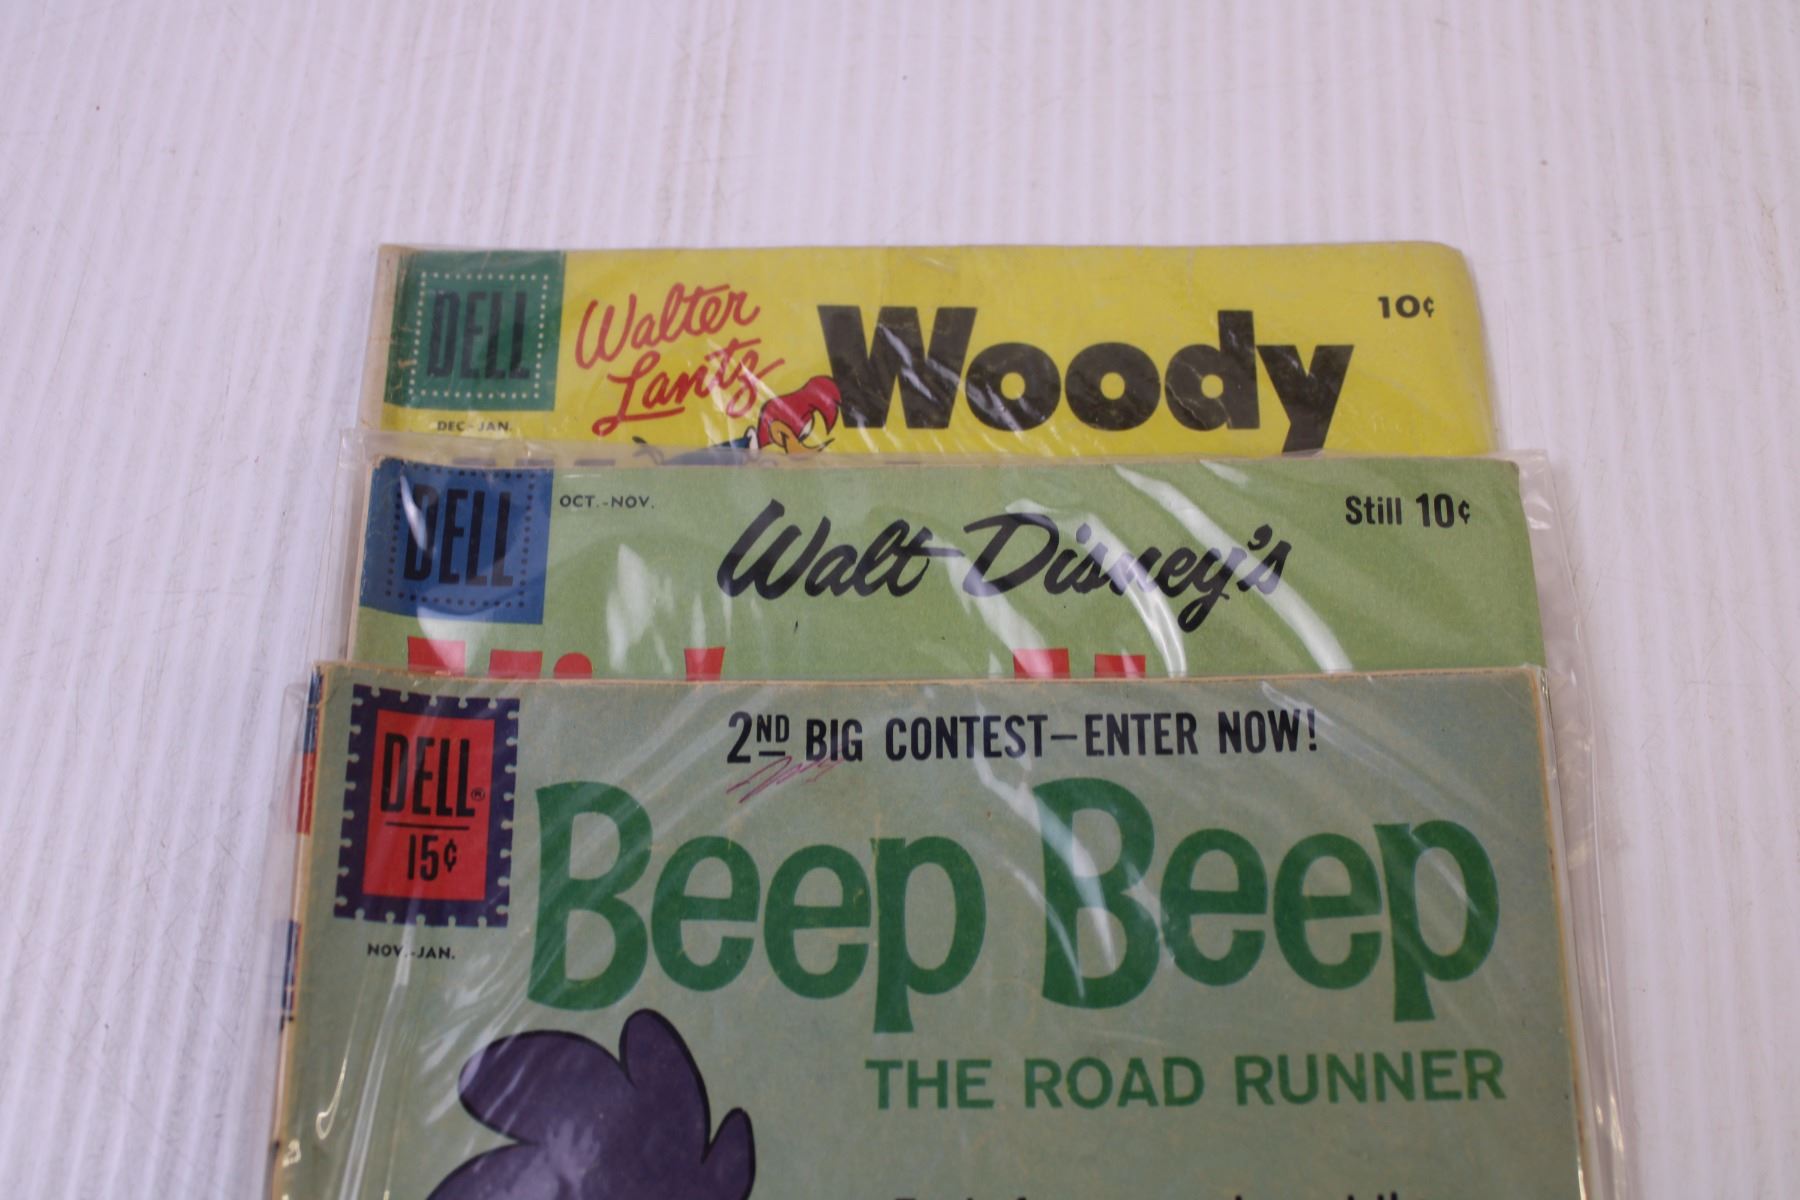 DELL
Walter
Lantz
Woody
10¢
DEC-JAN.
DELL
OCT.-NOV.
Walt Disney's
Still 10¢
2ND BIG CONTEST—ENTER NOW!
DELL®
15¢
NOV.-JAN.
Beep Beep
THE ROAD RUNNER